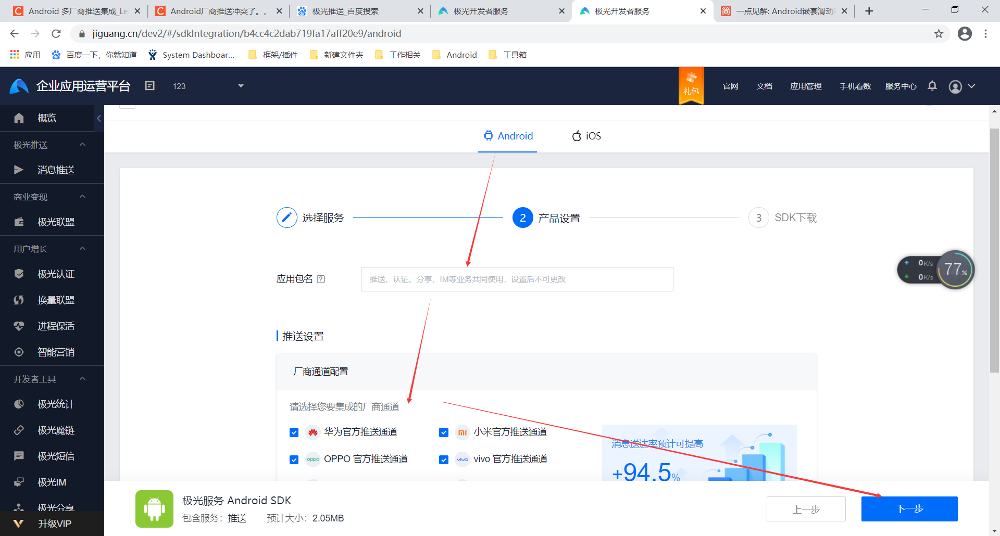 Android 多厂商推送集成_Le
Android厂商推送冲突了。。
极光推送_百度搜索
极光开发者服务
极光开发者服务
一点见解: Android嵌套滑动
jiguang.cn/dev2/#/sdkIntegration/b4cc4c2dab719fa17aff20e9/android
应用
百度一下，你就知道
System Dashboar...
框架/插件
新建文件夹
工作相关
Android
工具箱
企业应用运营平台
123
礼包
官网
文档
应用管理
手机看数
服务中心
概览
极光推送
消息推送
商业变现
极光联盟
用户增长
极光认证
换量联盟
进程保活
智能营销
开发者工具
极光统计
极光魔链
极光短信
极光IM
极光分享
升级VIP
Android
iOS
选择服务
2 产品设置
3 SDK下载
应用包名 ?
推送、认证、分享、IM等业务共同使用，设置后不可更改
0K/s
0K/s
77%
推送设置
厂商通道配置
请选择您要集成的厂商通道
华为官方推送通道
小米官方推送通道
OPPO 官方推送通道
vivo 官方推送通道
消息送达率预计可提高
+94.5%
极光服务 Android SDK
包含服务：推送
预计大小：2.05MB
上一步
下一步